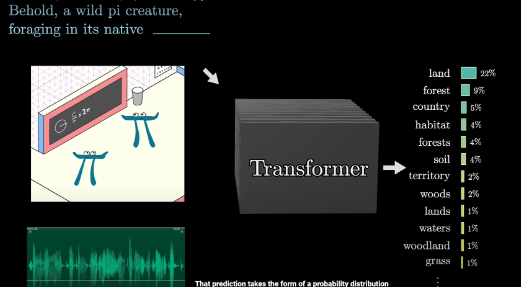 Behold, a wild pi creature,
foraging in its native ________
Transformer
land 22%
forest 9%
country 5%
habitat 4%
forests 4%
soil 4%
territory 2%
woods 2%
lands 1%
waters 1%
woodland 1%
grass 1%
⋮
That prediction takes the form of a probability distribution